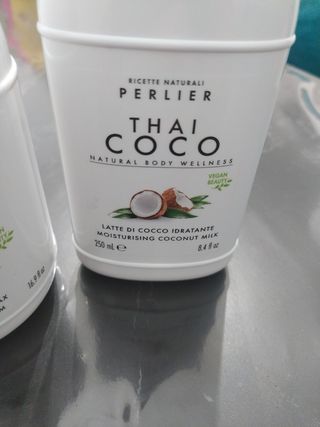 RICETTE NATURALI
PERLIER
THAI
COCO
NATURAL BODY WELLNESS
VEGAN
BEAUTY
LATTE DI COCCO IDRATANTE
MOISTURISING COCONUT MILK
250 ml ℮ 8.4 fl oz
16.9 fl oz